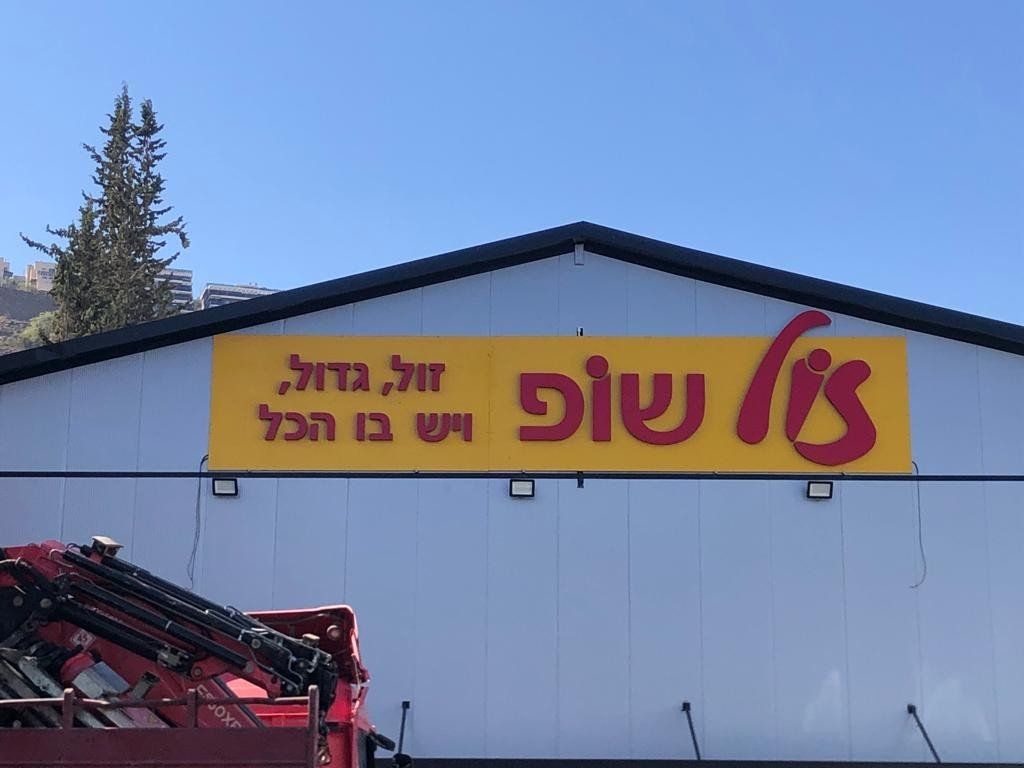 זול שופ
זול, גדול,
ויש בו הכל